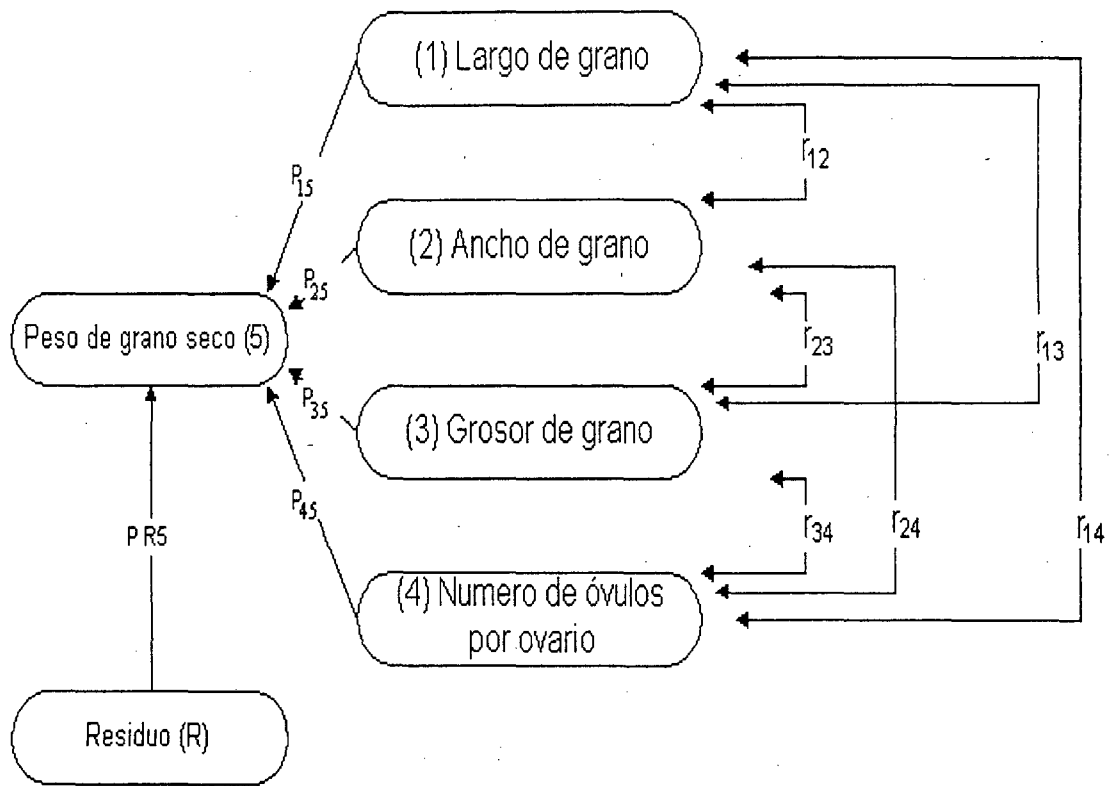 (1) Largo de grano
r12
P15
(2) Ancho de grano
P25
Peso de grano seco (5)
r23
r13
P35
(3) Grosor de grano
P45
r34
r24
r14
P R5
(4) Numero de óvulos
por ovario
Residuo (R)